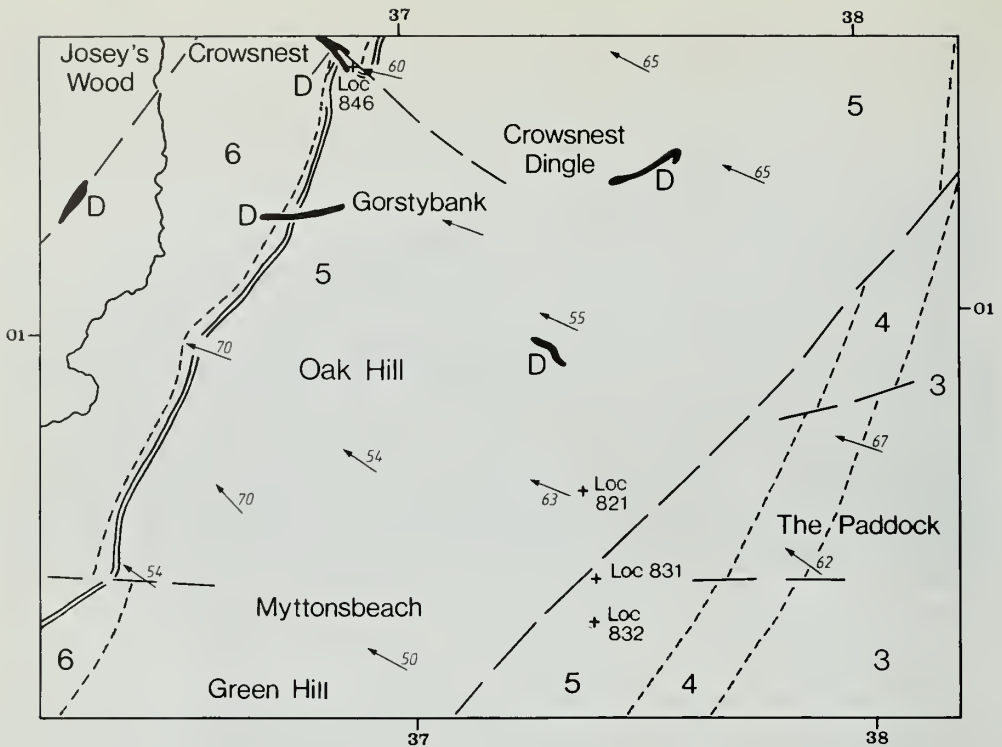 37
38
Josey's
Wood
Crowsnest
D
Loc
846
60
65
5
6
Crowsnest
Dingle
65
D
D
D
Gorstybank
5
01
01
55
4
70
Oak Hill
D
3
54
67
70
63
Loc
821
The Paddock
54
Loc 831
62
Myttonsbeach
Loc
832
6
50
3
Green Hill
5
4
37
38